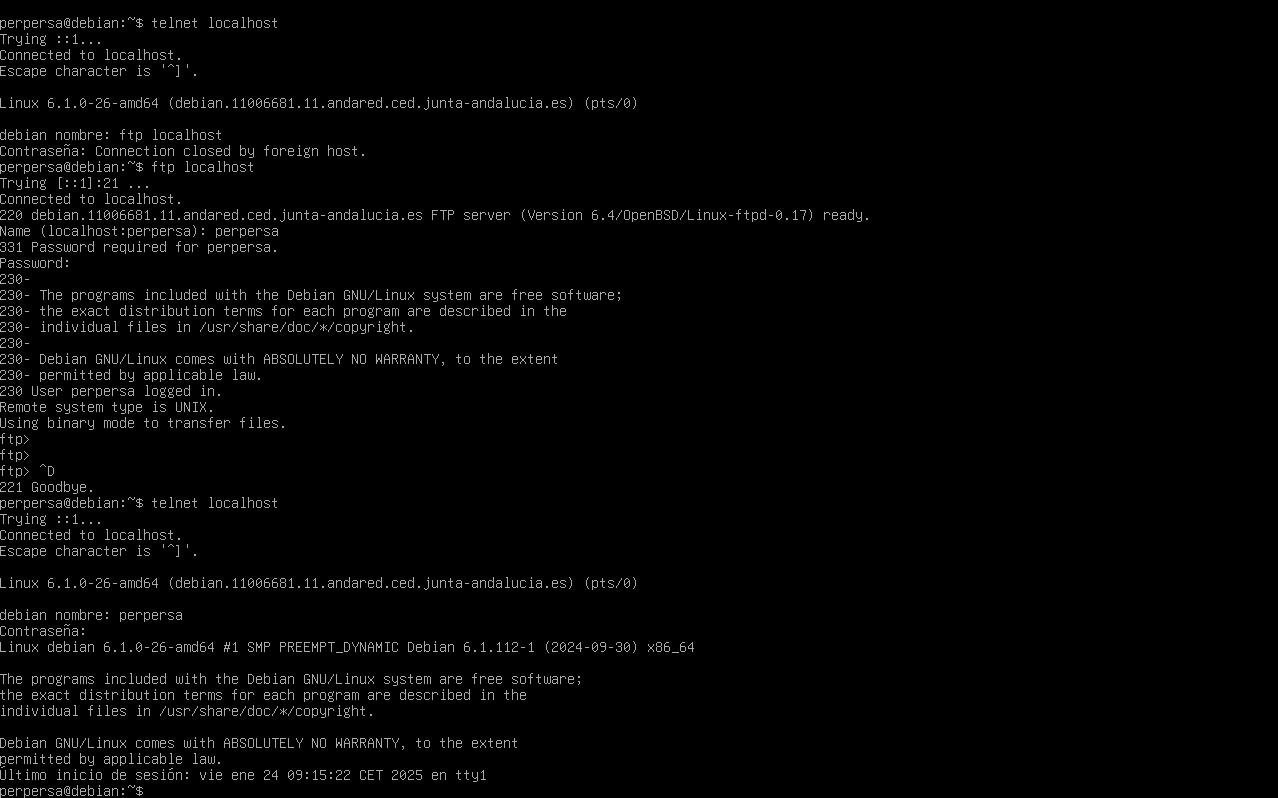 perpersa@debian:~$ telnet localhost
Trying ::1...
Connected to localhost.
Escape character is '^]'.
Linux 6.1.0-26-amd64 (debian.11006681.11.andared.ced.junta-andalucia.es) (pts/0)
debian nombre: ftp localhost
Contraseña: Connection closed by foreign host.
perpersa@debian:~$ ftp localhost
Trying [::1]:21 ...
Connected to localhost.
220 debian.11006681.11.andared.ced.junta-andalucia.es FTP server (Version 6.4/OpenBSD/Linux-ftpd-0.17) ready.
Name (localhost:perpersa): perpersa
331 Password required for perpersa.
Password:
230-
230- The programs included with the Debian GNU/Linux system are free software;
230- the exact distribution terms for each program are described in the
230- individual files in /usr/share/doc/*/copyright.
230-
230- Debian GNU/Linux comes with ABSOLUTELY NO WARRANTY, to the extent
230- permitted by applicable law.
230 User perpersa logged in.
Remote system type is UNIX.
Using binary mode to transfer files.
ftp>
ftp>
ftp> ^D
221 Goodbye.
perpersa@debian:~$ telnet localhost
Trying ::1...
Connected to localhost.
Escape character is '^]'.
Linux 6.1.0-26-amd64 (debian.11006681.11.andared.ced.junta-andalucia.es) (pts/0)
debian nombre: perpersa
Contraseña:
Linux debian 6.1.0-26-amd64 #1 SMP PREEMPT_DYNAMIC Debian 6.1.112-1 (2024-09-30) x86_64
The programs included with the Debian GNU/Linux system are free software;
the exact distribution terms for each program are described in the
individual files in /usr/share/doc/*/copyright.
Debian GNU/Linux comes with ABSOLUTELY NO WARRANTY, to the extent
permitted by applicable law.
Último inicio de sesión: vie ene 24 09:15:22 CET 2025 en tty1
perpersa@debian:~$